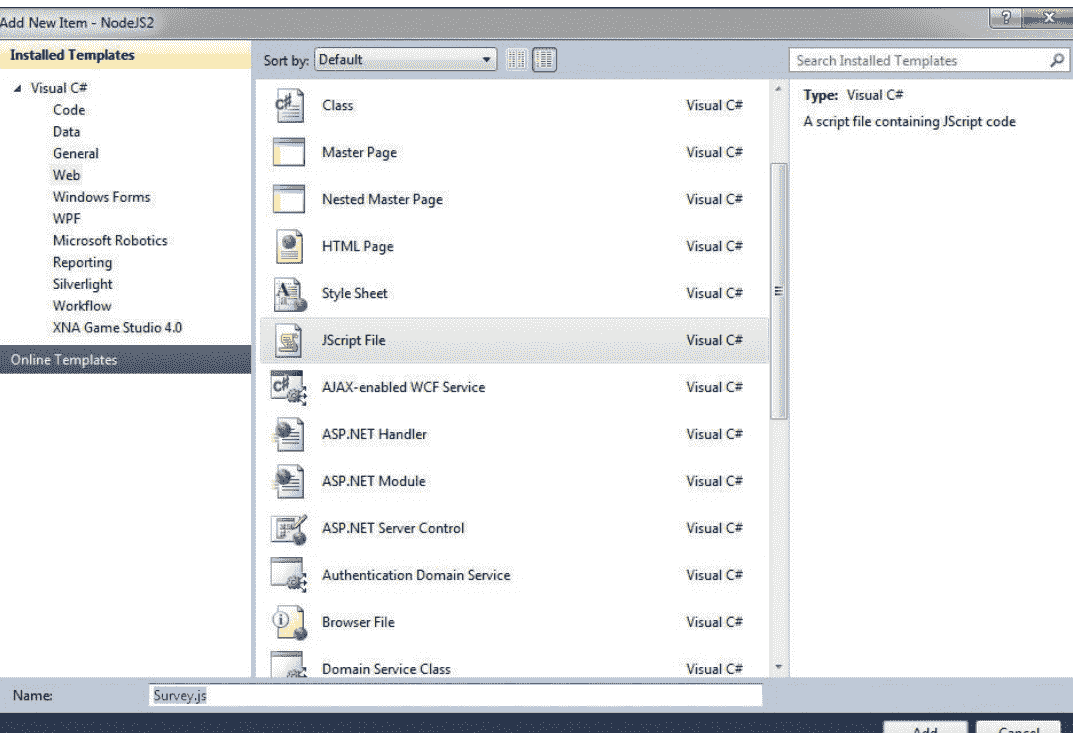 Add New Item - NodeJS2
Installed Templates
Visual C#
Code
Data
General
Web
Windows Forms
WPF
Microsoft Robotics
Reporting
Silverlight
Workflow
XNA Game Studio 4.0
Online Templates
Sort by: Default
Class Visual C#
Master Page Visual C#
Nested Master Page Visual C#
HTML Page Visual C#
Style Sheet Visual C#
JScript File Visual C#
AJAX-enabled WCF Service Visual C#
ASP.NET Handler Visual C#
ASP.NET Module Visual C#
ASP.NET Server Control Visual C#
Authentication Domain Service Visual C#
Browser File Visual C#
Domain Service Class Visual C#
Search Installed Templates
Type: Visual C#
A script file containing JScript code
Name: Survey.js
Add Cancel